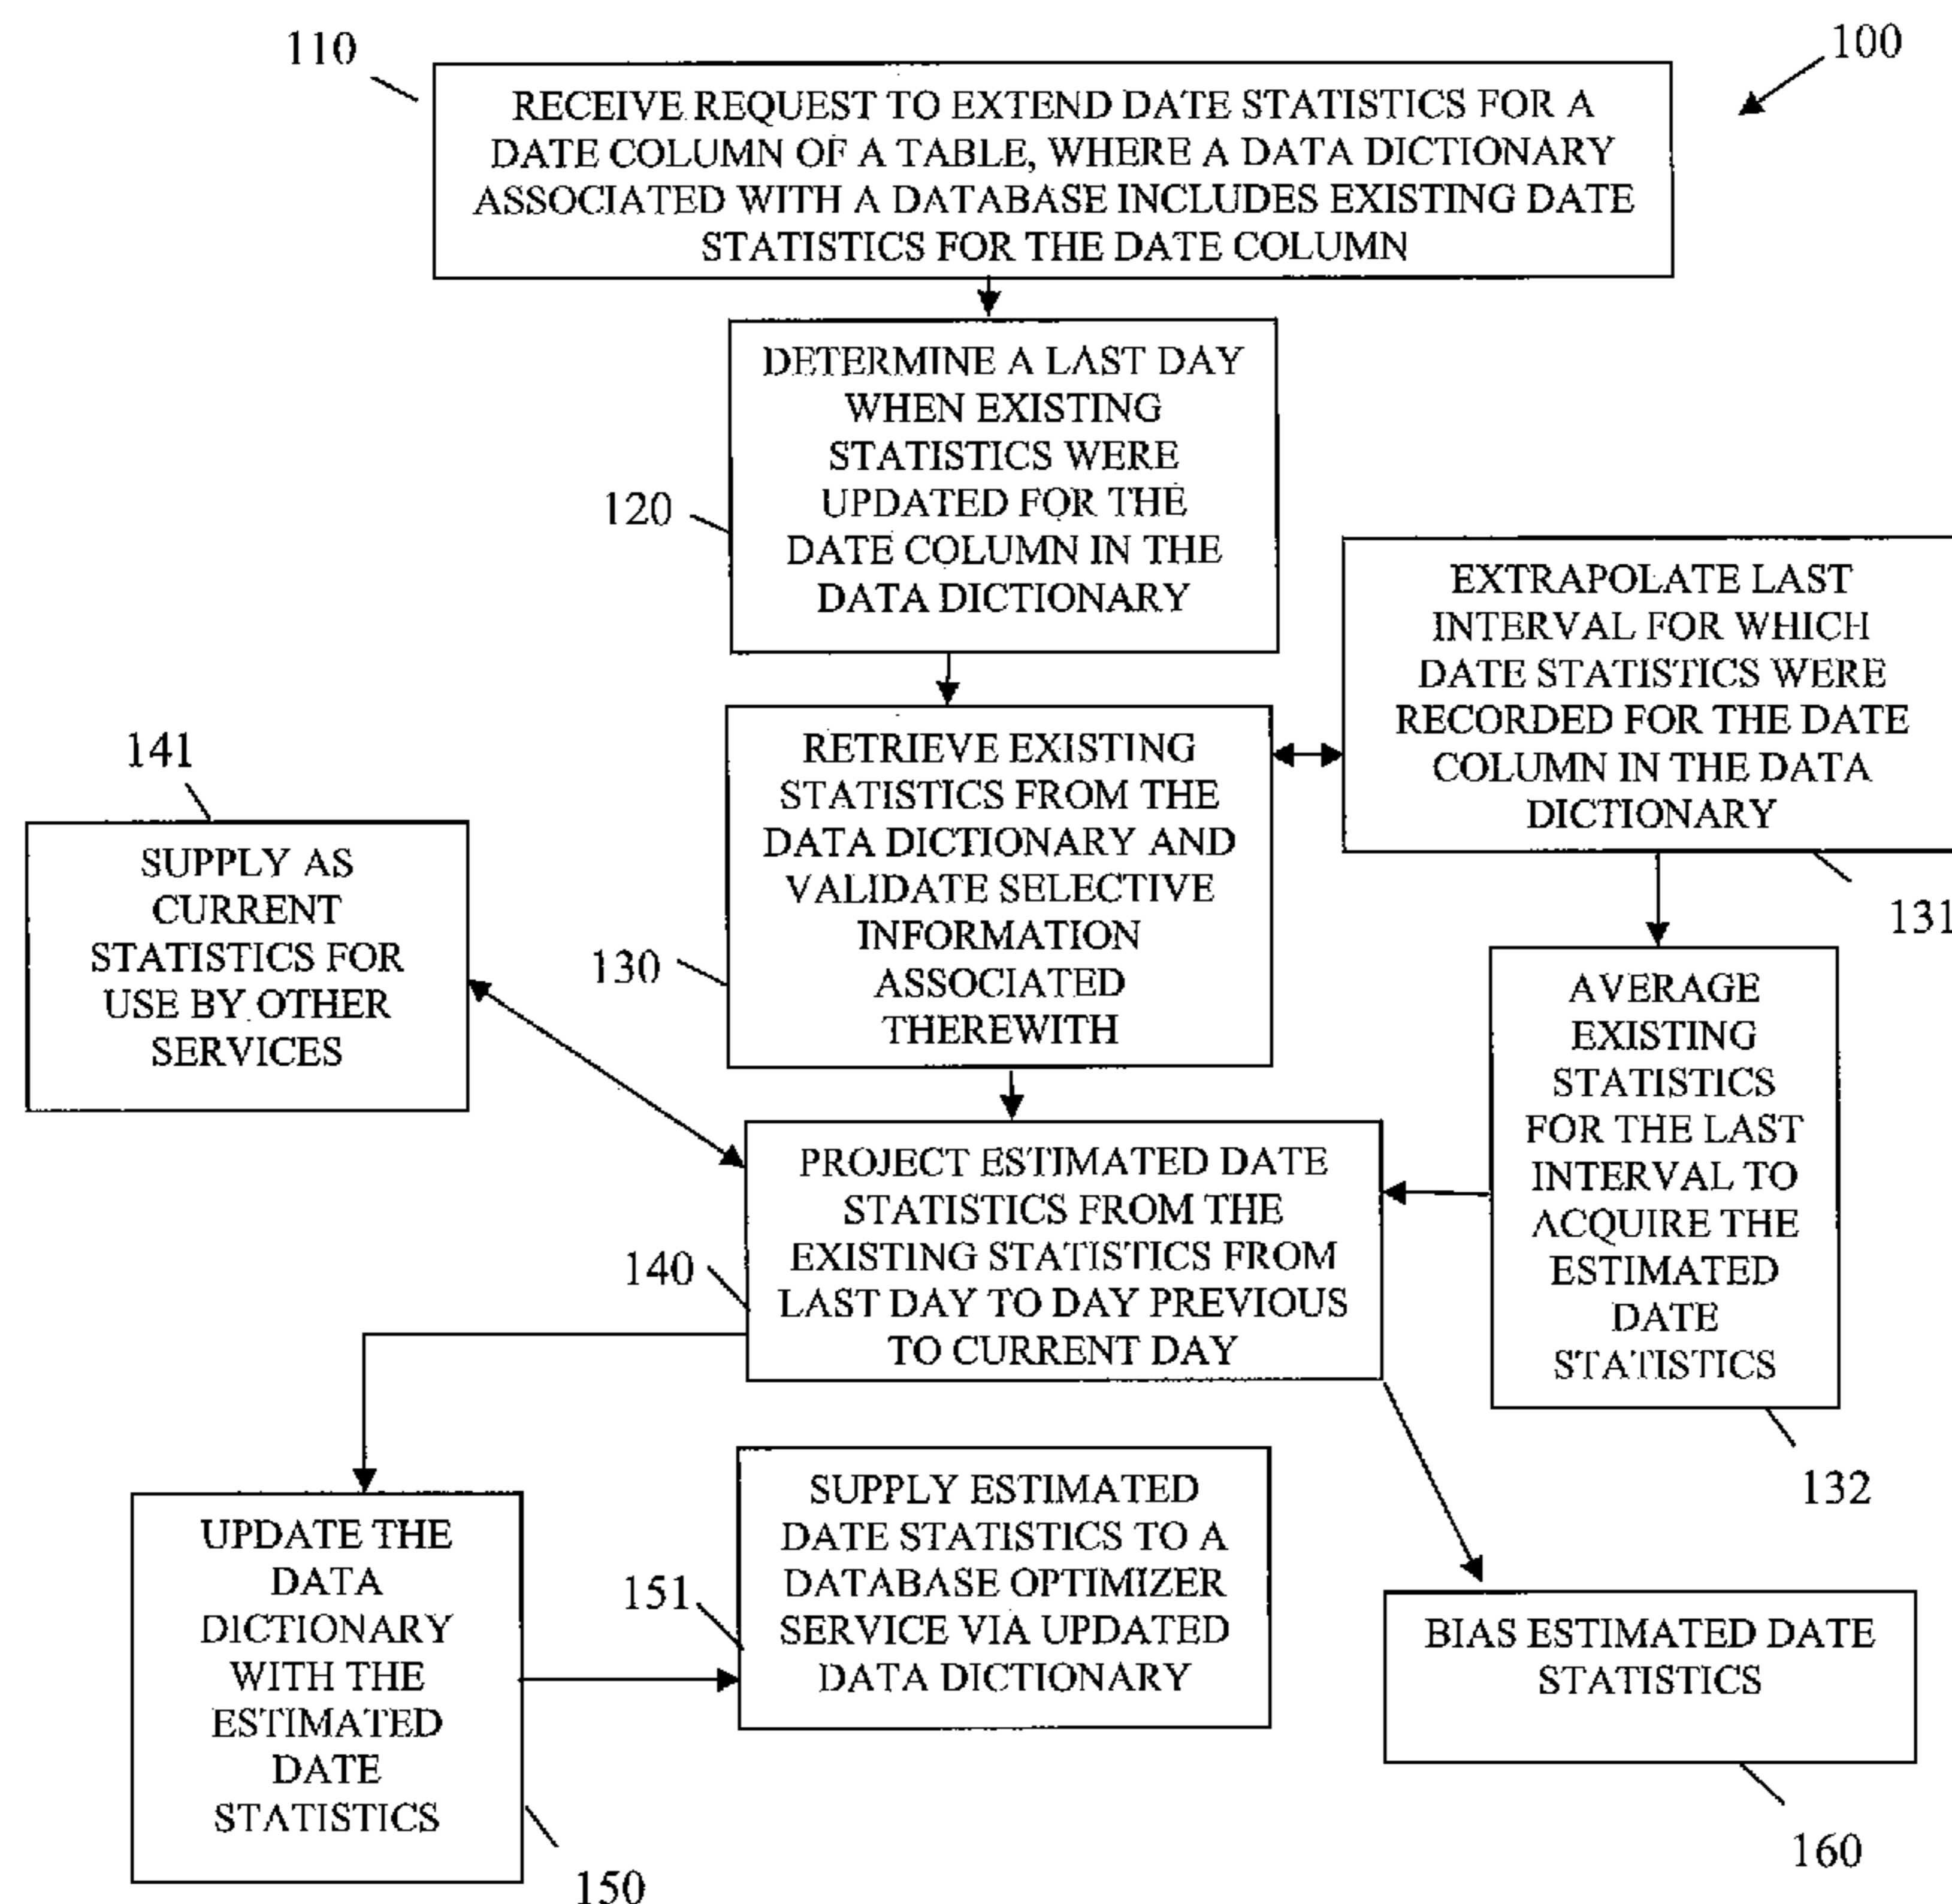 110
100
RECEIVE REQUEST TO EXTEND DATE STATISTICS FOR A
DATE COLUMN OF A TABLE, WHERE A DATA DICTIONARY
ASSOCIATED WITH A DATABASE INCLUDES EXISTING DATE
STATISTICS FOR THE DATE COLUMN
120
DETERMINE A LAST DAY
WHEN EXISTING
STATISTICS WERE
UPDATED FOR THE
DATE COLUMN IN THE
DATA DICTIONARY
EXTRAPOLATE LAST
INTERVAL FOR WHICH
DATE STATISTICS WERE
RECORDED FOR THE DATE
COLUMN IN THE DATA
DICTIONARY
131
130
RETRIEVE EXISTING
STATISTICS FROM THE
DATA DICTIONARY AND
VALIDATE SELECTIVE
INFORMATION
ASSOCIATED
THEREWITH
141
SUPPLY AS
CURRENT
STATISTICS FOR
USE BY OTHER
SERVICES
AVERAGE
EXISTING
STATISTICS
FOR THE LAST
INTERVAL TO
ACQUIRE THE
ESTIMATED
DATE
STATISTICS
132
140
PROJECT ESTIMATED DATE
STATISTICS FROM THE
EXISTING STATISTICS FROM
LAST DAY TO DAY PREVIOUS
TO CURRENT DAY
UPDATE THE
DATA
DICTIONARY
WITH THE
ESTIMATED
DATE
STATISTICS
150
151
SUPPLY ESTIMATED
DATE STATISTICS TO A
DATABASE OPTIMIZER
SERVICE VIA UPDATED
DATA DICTIONARY
BIAS ESTIMATED DATE
STATISTICS
160